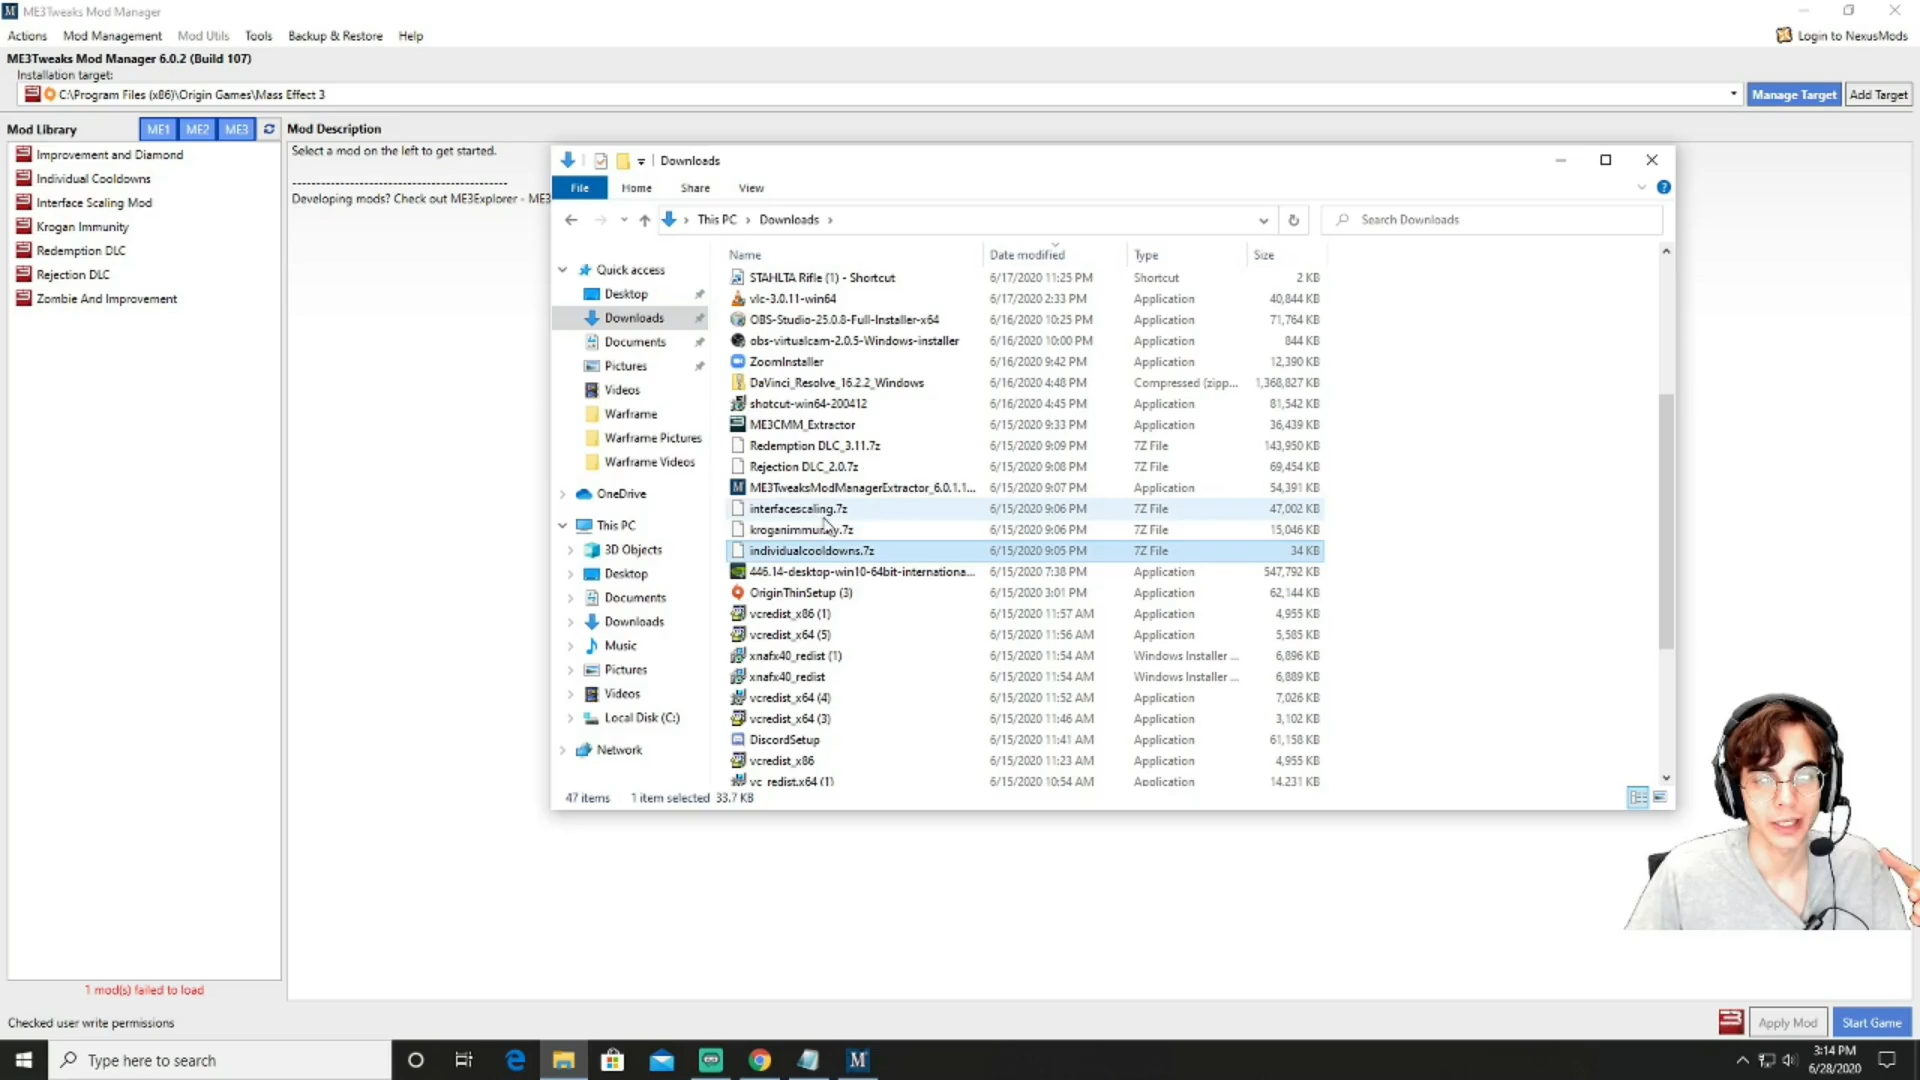 ME3Tweaks Mod Manager
Actions Mod Management Mod Utils Tools Backup & Restore Help
Login to NexusMods
ME3Tweaks Mod Manager 6.0.2 (Build 107)
Installation target:
C:\Program Files (x86)\Origin Games\Mass Effect 3
Manage Target Add Target
Mod Library ME1 ME2 ME3 Mod Description
Improvement and Diamond
Individual Cooldowns
Interface Scaling Mod
Krogan Immunity
Redemption DLC
Rejection DLC
Zombie And Improvement
1 mod(s) failed to load
Select a mod on the left to get started.
------------------------------------------
Developing mods? Check out ME3Explorer - ME3
Downloads
File Home Share View
This PC Downloads
Search Downloads
Quick access
Desktop
Downloads
Documents
Pictures
Videos
Warframe
Warframe Pictures
Warframe Videos
OneDrive
This PC
3D Objects
Desktop
Documents
Downloads
Music
Pictures
Videos
Local Disk (C:)
Network
Name Date modified Type Size
STAHLTA Rifle (1) - Shortcut 6/17/2020 11:25 PM Shortcut 2 KB
vlc-3.0.11-win64 6/17/2020 2:33 PM Application 40,844 KB
OBS-Studio-25.0.8-Full-Installer-x64 6/16/2020 10:25 PM Application 71,764 KB
obs-virtualcam-2.0.5-Windows-installer 6/16/2020 10:00 PM Application 844 KB
ZoomInstaller 6/16/2020 9:42 PM Application 12,390 KB
DaVinci_Resolve_16.2.2_Windows 6/16/2020 4:48 PM Compressed (zipp... 1,368,827 KB
shotcut-win64-200412 6/16/2020 4:45 PM Application 81,542 KB
ME3CMM_Extractor 6/15/2020 9:33 PM Application 36,439 KB
Redemption DLC_3.11.7z 6/15/2020 9:09 PM 7Z File 143,950 KB
Rejection DLC_2.0.7z 6/15/2020 9:08 PM 7Z File 69,454 KB
ME3TweaksModManagerExtractor_6.0.1.1... 6/15/2020 9:07 PM Application 54,391 KB
interfacescaling.7z 6/15/2020 9:06 PM 7Z File 47,002 KB
kroganimmunity.7z 6/15/2020 9:06 PM 7Z File 15,046 KB
individualcooldowns.7z 6/15/2020 9:05 PM 7Z File 34 KB
446.14-desktop-win10-64bit-internationa... 6/15/2020 7:38 PM Application 547,792 KB
OriginThinSetup (3) 6/15/2020 3:01 PM Application 62,144 KB
vcredist_x86 (1) 6/15/2020 11:57 AM Application 4,955 KB
vcredist_x64 (5) 6/15/2020 11:56 AM Application 5,585 KB
xnafx40_redist (1) 6/15/2020 11:54 AM Windows Installer ... 6,896 KB
xnafx40_redist 6/15/2020 11:54 AM Windows Installer ... 6,889 KB
vcredist_x64 (4) 6/15/2020 11:52 AM Application 7,026 KB
vcredist_x64 (3) 6/15/2020 11:46 AM Application 3,102 KB
DiscordSetup 6/15/2020 11:41 AM Application 61,158 KB
vcredist_x86 6/15/2020 11:23 AM Application 4,955 KB
vc_redist.x64 (1) 6/15/2020 10:54 AM Application 14,231 KB
47 items 1 item selected 33.7 KB
Checked user write permissions
Apply Mod Start Game
Type here to search
3:14 PM
6/28/2020